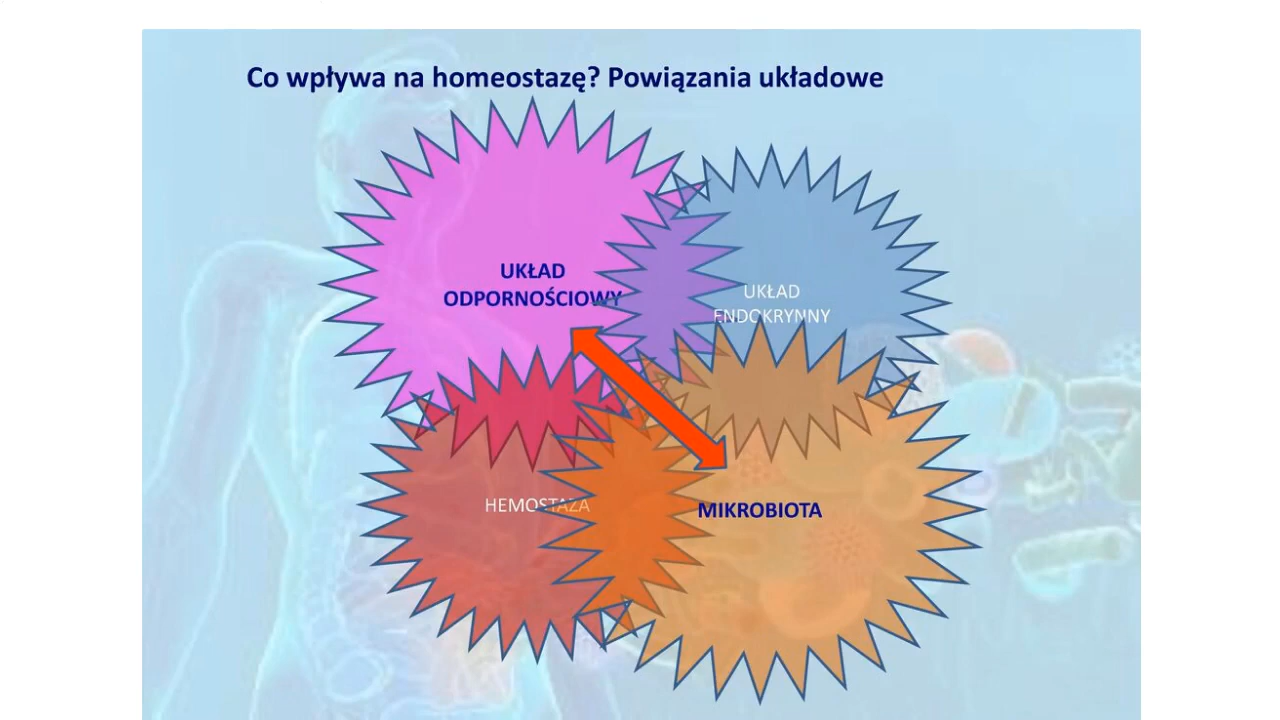 Co wpływa na homeostazę? Powiązania układowe
UKŁAD
ODPORNOŚCIOWY
UKŁAD
ENDOKRYNNY
HEMOSTAZA
MIKROBIOTA